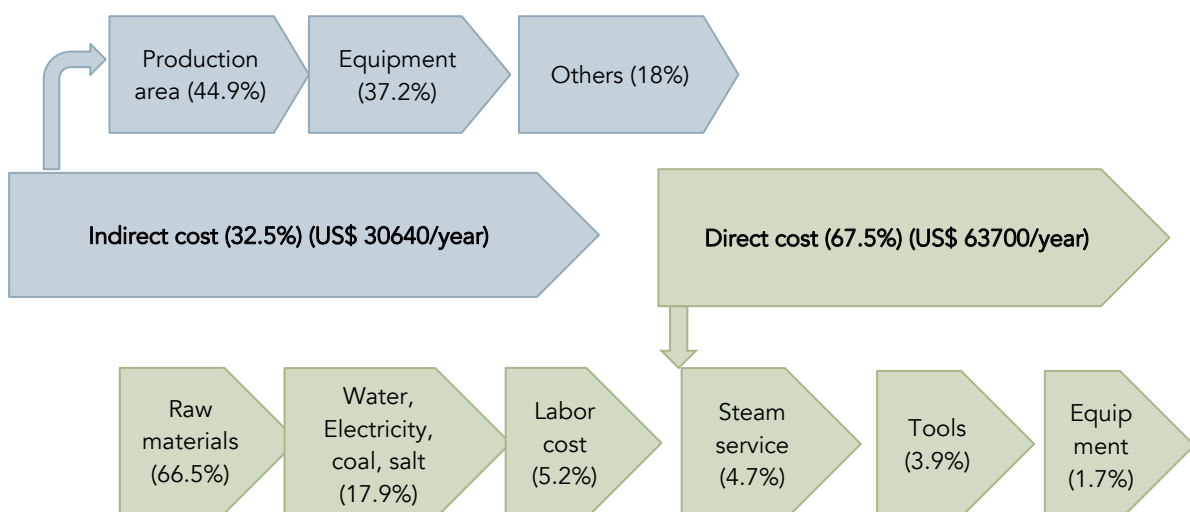 Production
area (44.9%)
Equipment
(37.2%)
Others (18%)
Indirect cost (32.5%) (US$ 30640/year)
Direct cost (67.5%) (US$ 63700/year)
Raw
materials
(66.5%)
Water,
Electricity,
coal, salt
(17.9%)
Labor
cost
(5.2%)
Steam
service
(4.7%)
Tools
(3.9%)
Equip
ment
(1.7%)